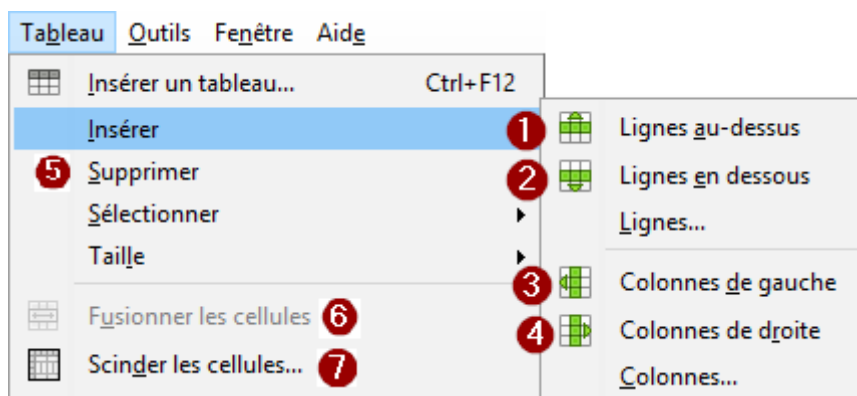 Tableau Outils Fenêtre Aide
Insérer un tableau... Ctrl+F12
Insérer
5 Supprimer
Sélectionner
Taille
Fusionner les cellules 6
Scinder les cellules... 7
1 Lignes au-dessus
2 Lignes en dessous
Lignes...
3 Colonnes de gauche
4 Colonnes de droite
Colonnes...